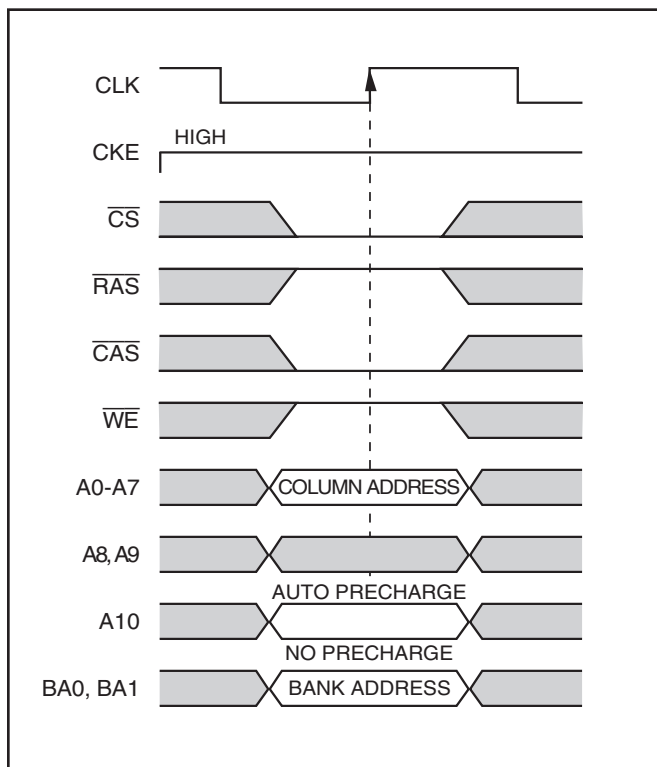 CLK
CKE HIGH
CS
RAS
CAS
WE
A0-A7 COLUMN ADDRESS
A8, A9
AUTO PRECHARGE
A10
NO PRECHARGE
BA0, BA1 BANK ADDRESS